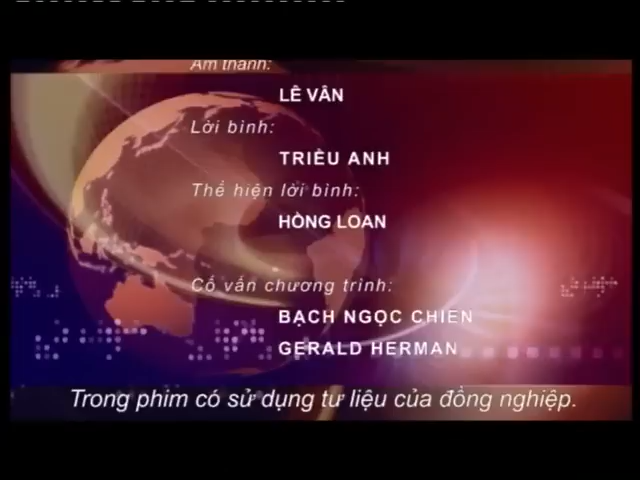 Âm thanh:
LÊ VÂN
Lời bình:
TRIỀU ANH
Thể hiện lời bình:
HỒNG LOAN
Cố vấn chương trình:
BẠCH NGỌC CHIẾN
GERALD HERMAN
Trong phim có sử dụng tư liệu của đồng nghiệp.